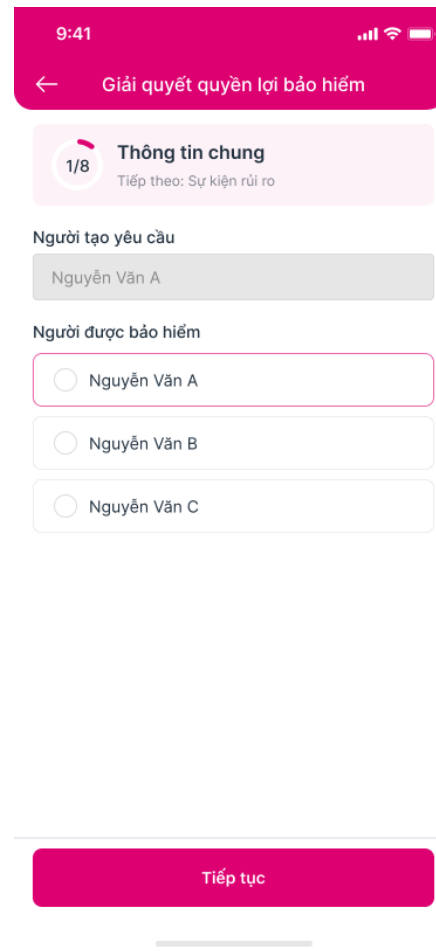 9:41
Giải quyết quyền lợi bảo hiểm
1/8
Thông tin chung
Tiếp theo: Sự kiện rủi ro
Người tạo yêu cầu
Nguyễn Văn A
Người được bảo hiểm
Nguyễn Văn A
Nguyễn Văn B
Nguyễn Văn C
Tiếp tục